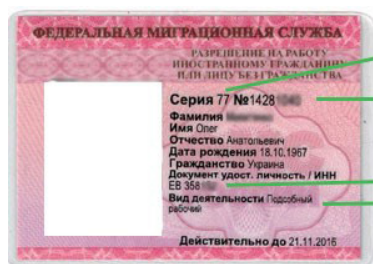 ФЕДЕРАЛЬНАЯ МИГРАЦИОННАЯ СЛУЖБА
РАЗРЕШЕНИЕ НА РАБОТУ
ИНОСТРАННОМУ ГРАЖДАНИНУ
ИЛИ ЛИЦУ БЕЗ ГРАЖДАНСТВА
Серия 77 №1428
Фамилия
Имя Олег
Отчество Анатольевич
Дата рождения 18.10.1967
Гражданство Украина
Документ удост. личность / ИНН
ЕВ 358
Вид деятельности Подсобный
рабочий
Действительно до 21.11.2016